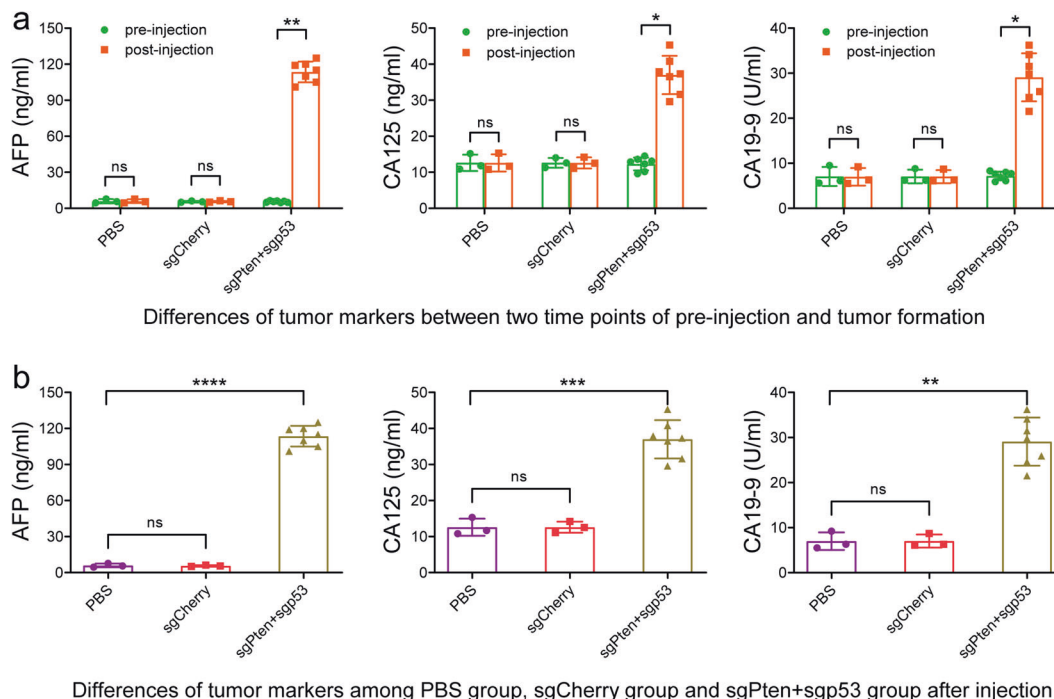 a
AFP (ng/ml)
150
120
90
60
30
0
pre-injection
post-injection
ns
ns
**
PBS
sgCherry
sgPten+sgp53
CA125 (ng/ml)
50
40
30
20
10
0
pre-injection
post-injection
ns
ns
*
PBS
sgCherry
sgPten+sgp53
CA19-9 (U/ml)
40
30
20
10
0
pre-injection
post-injection
ns
ns
*
PBS
sgCherry
sgPten+sgp53
Differences of tumor markers between two time points of pre-injection and tumor formation
b
AFP (ng/ml)
150
120
90
60
30
0
****
ns
PBS
sgCherry
sgPten+sgp53
CA125 (ng/ml)
50
40
30
20
10
0
***
ns
PBS
sgCherry
sgPten+sgp53
CA19-9 (U/ml)
40
30
20
10
0
**
ns
PBS
sgCherry
sgPten+sgp53
Differences of tumor markers among PBS group, sgCherry group and sgPten+sgp53 group after injection